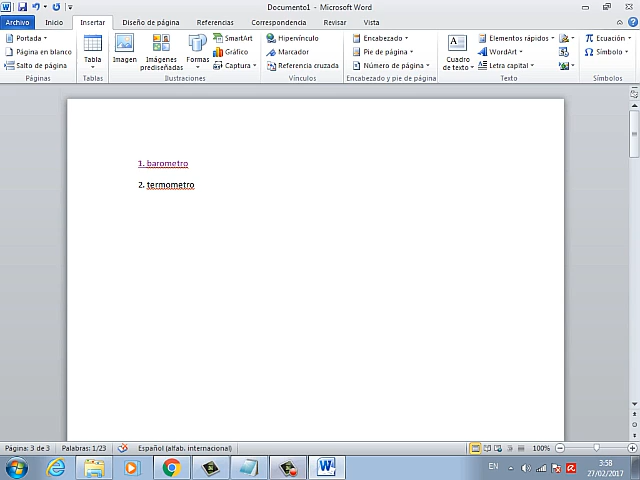 Documento1 - Microsoft Word
Archivo Inicio Insertar Diseño de página Referencias Correspondencia Revisar Vista
Portada
Página en blanco
Salto de página
Páginas
Tabla
Tablas
Imagen
Imágenes prediseñadas
Formas
SmartArt
Gráfico
Captura
Ilustraciones
Hipervínculo
Marcador
Referencia cruzada
Vínculos
Encabezado
Pie de página
Número de página
Encabezado y pie de página
Cuadro de texto
Elementos rápidos
WordArt
Letra capital
Texto
Ecuación
Símbolo
Símbolos
1. barometro
2. termometro
Página: 3 de 3 Palabras: 1/23 Español (alfab. internacional) 100%
EN 3:58
27/02/2017